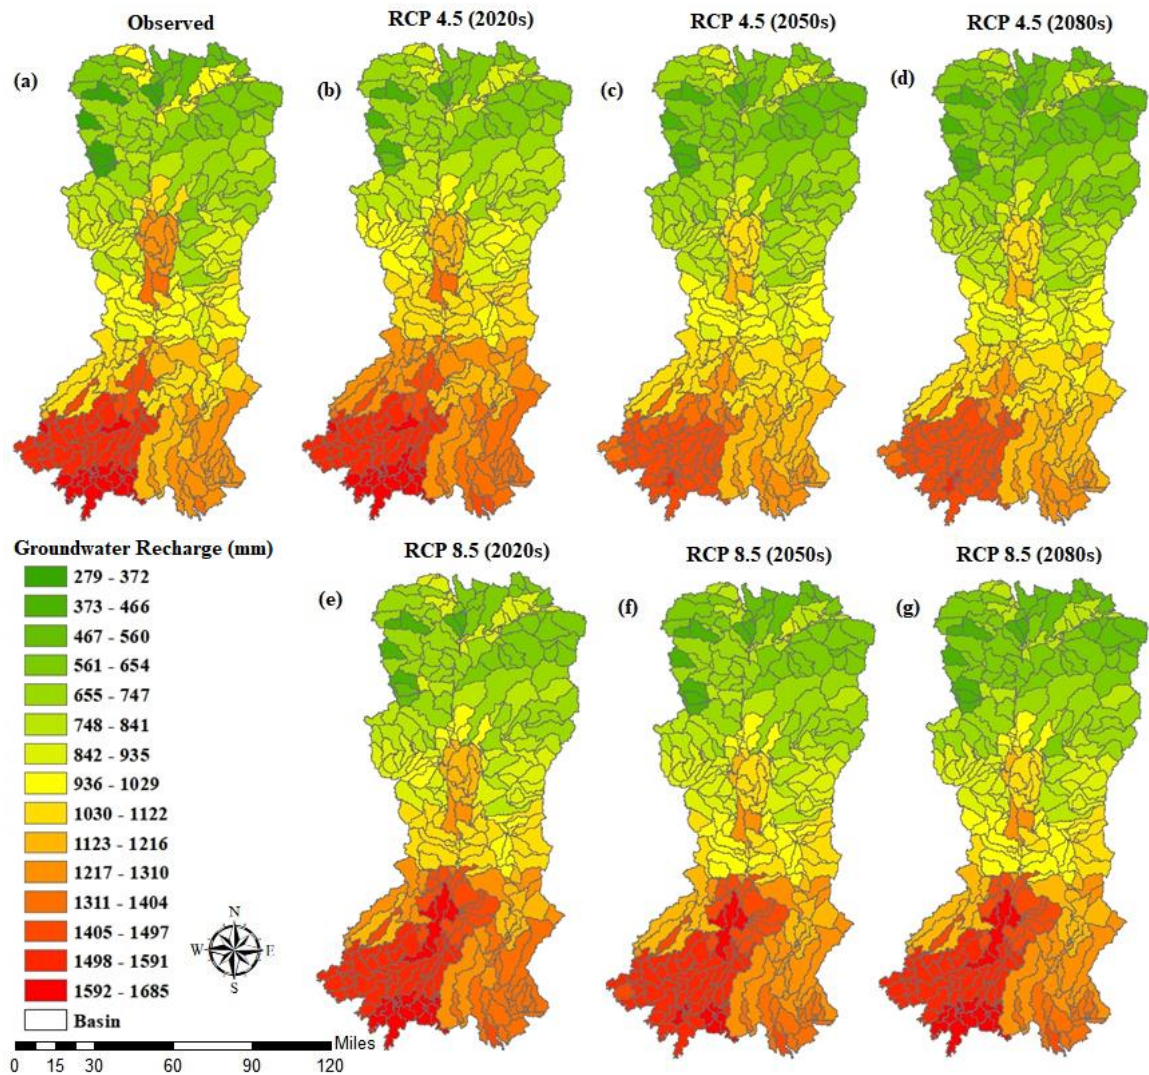 Observed
RCP 4.5 (2020s)
RCP 4.5 (2050s)
RCP 4.5 (2080s)
(a)
(b)
(c)
(d)
Groundwater Recharge (mm)
279 - 372
373 - 466
467 - 560
561 - 654
655 - 747
748 - 841
842 - 935
936 - 1029
1030 - 1122
1123 - 1216
1217 - 1310
1311 - 1404
1405 - 1497
1498 - 1591
1592 - 1685
Basin
N
W E
S
Miles
0 15 30 60 90 120
RCP 8.5 (2020s)
RCP 8.5 (2050s)
RCP 8.5 (2080s)
(e)
(f)
(g)